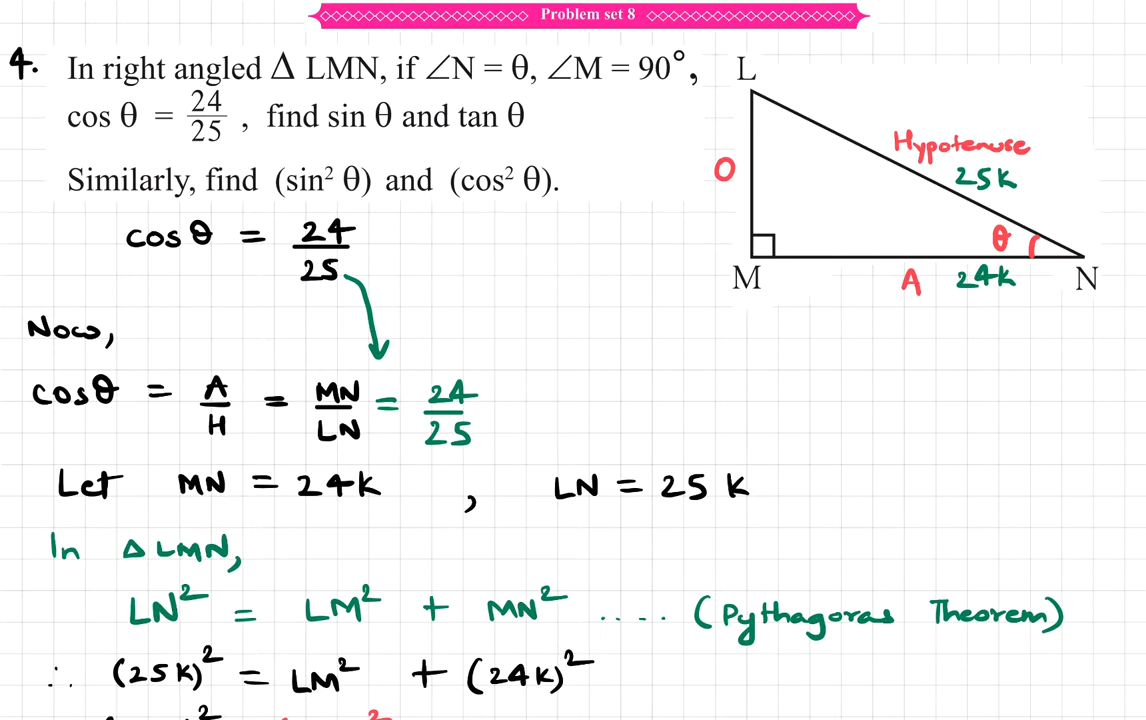 Problem set 8
4. In right angled Δ LMN, if ∠N = θ, ∠M = 90°,
cos θ = 24/25 , find sin θ and tan θ
Similarly, find (sin² θ) and (cos² θ).
L
Hypotenuse
25K
O
θ
M
A
24K
N
cosθ = 24/25
Now,
cosθ = A/H = MN/LN = 24/25
Let MN = 24K , LN = 25 K
In Δ LMN,
LN² = LM² + MN² ..... (Pythagoras Theorem)
∴ (25K)² = LM² + (24K)²